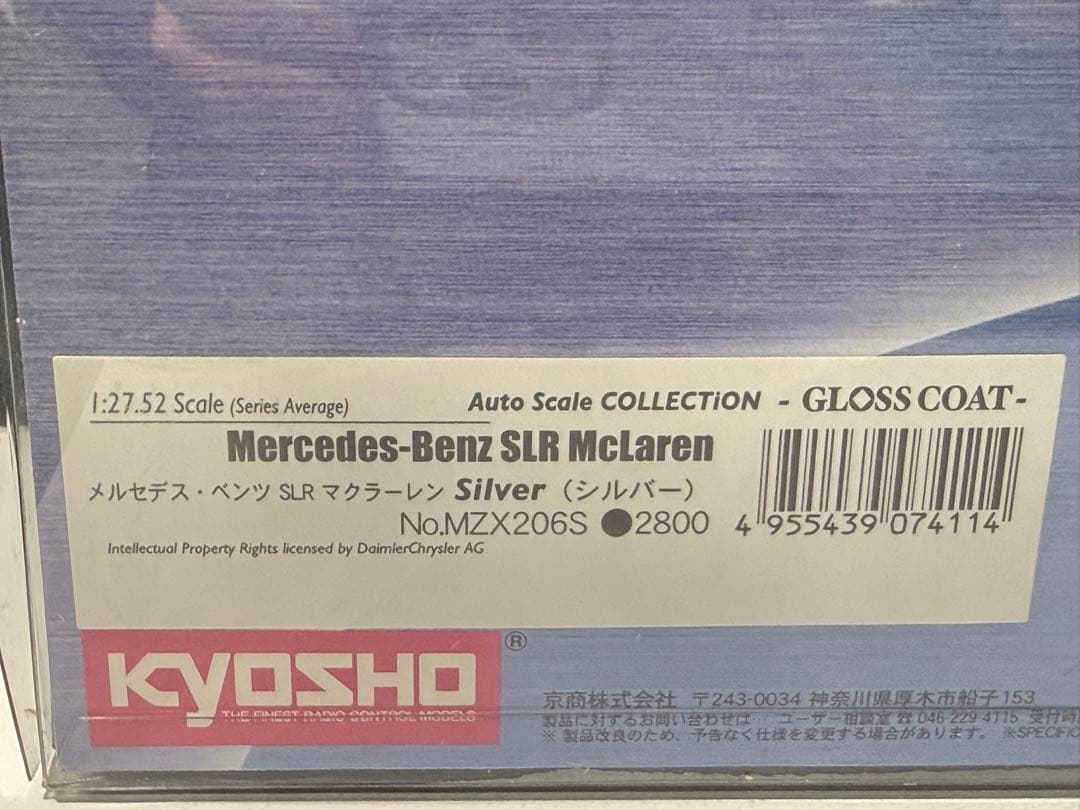 1:27.52 Scale (Series Average)
Auto Scale COLLECTiON - GLOSS COAT-
Mercedes-Benz SLR McLaren
メルセデス・ベンツ SLR マクラーレン Silver (シルバー)
No.MZX206S ●2800
4 955439 074114
Intellectual Property Rights licensed by DaimlerChrysler AG
KYOSHO ®
THE FINEST RADIO CONTROL MODELS
京商株式会社 〒243-0034 神奈川県厚木市船子153
製品に対するお問い合わせは… ユーザー相談室 ☎ 046-229-4115 受付時
※ 製品改良のため、予告なく仕様を変更する場合があります。 ※SPECIFIC